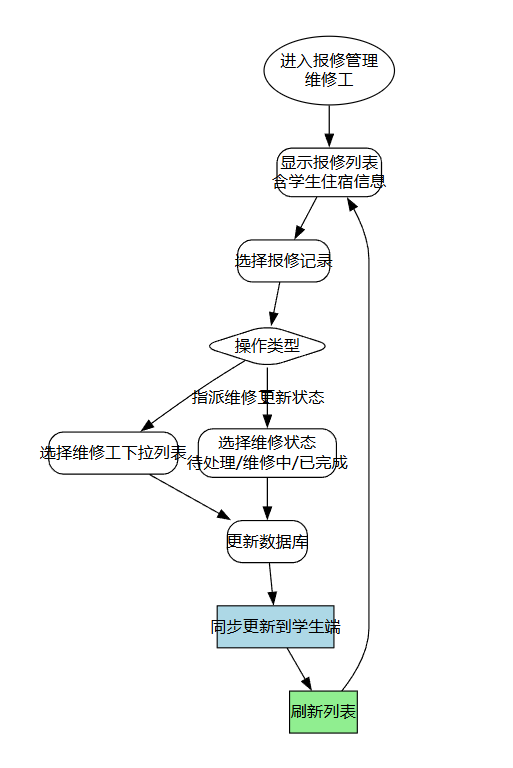 进入报修管理
维修工
显示报修列表
含学生住宿信息
选择报修记录
操作类型
指派维修工
更新状态
选择维修工下拉列表
选择维修状态
待处理/维修中/已完成
更新数据库
同步更新到学生端
刷新列表